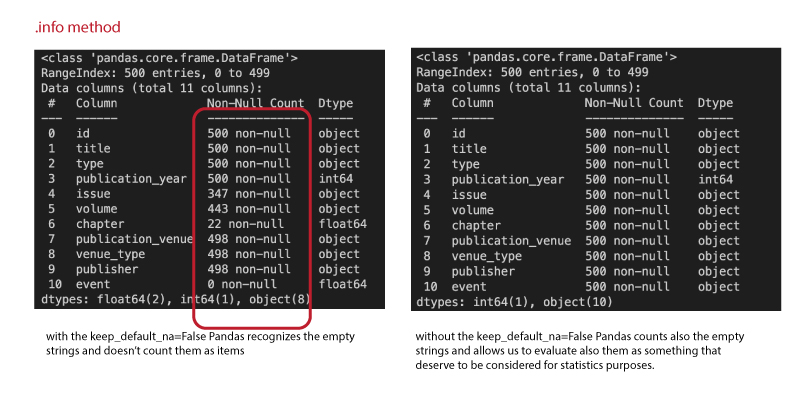 .info method
<class 'pandas.core.frame.DataFrame'>
RangeIndex: 500 entries, 0 to 499
Data columns (total 11 columns):
# Column Non-Null Count Dtype
--- ------ -------------- -----
0 id 500 non-null object
1 title 500 non-null object
2 type 500 non-null object
3 publication_year 500 non-null int64
4 issue 347 non-null object
5 volume 443 non-null object
6 chapter 22 non-null float64
7 publication_venue 498 non-null object
8 venue_type 498 non-null object
9 publisher 498 non-null object
10 event 0 non-null float64
dtypes: float64(2), int64(1), object(8)
with the keep_default_na=False Pandas recognizes the empty
strings and doesn't count them as items
<class 'pandas.core.frame.DataFrame'>
RangeIndex: 500 entries, 0 to 499
Data columns (total 11 columns):
# Column Non-Null Count Dtype
--- ------ -------------- -----
0 id 500 non-null object
1 title 500 non-null object
2 type 500 non-null object
3 publication_year 500 non-null int64
4 issue 500 non-null object
5 volume 500 non-null object
6 chapter 500 non-null object
7 publication_venue 500 non-null object
8 venue_type 500 non-null object
9 publisher 500 non-null object
10 event 500 non-null object
dtypes: int64(1), object(10)
without the keep_default_na=False Pandas counts also the empty
strings and allows us to evaluate also them as something that
deserve to be considered for statistics purposes.